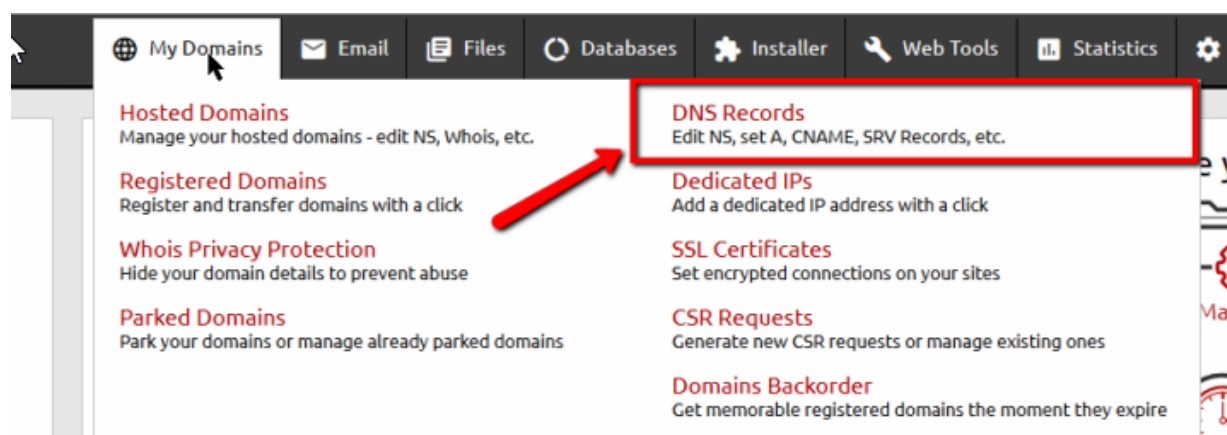 My Domains
Email
Files
Databases
Installer
Web Tools
Statistics
Hosted Domains
Manage your hosted domains - edit NS, Whois, etc.
Registered Domains
Register and transfer domains with a click
Whois Privacy Protection
Hide your domain details to prevent abuse
Parked Domains
Park your domains or manage already parked domains
DNS Records
Edit NS, set A, CNAME, SRV Records, etc.
Dedicated IPs
Add a dedicated IP address with a click
SSL Certificates
Set encrypted connections on your sites
CSR Requests
Generate new CSR requests or manage existing ones
Domains Backorder
Get memorable registered domains the moment they expire